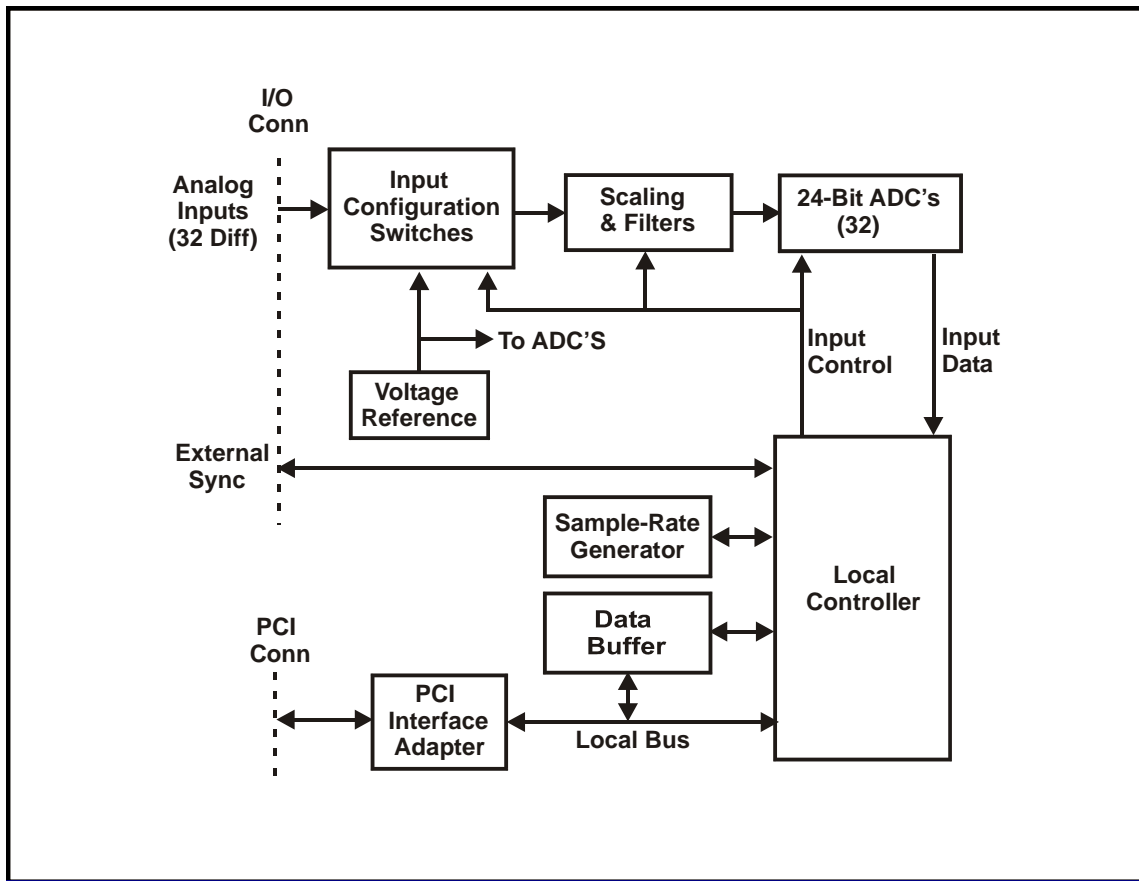 I/O
Conn
Analog
Inputs
(32 Diff)
Input
Configuration
Switches
Scaling
& Filters
24-Bit ADC's
(32)
To ADC'S
Input
Control
Input
Data
Voltage
Reference
External
Sync
Sample-Rate
Generator
Local
Controller
Data
Buffer
PCI
Conn
PCI
Interface
Adapter
Local Bus